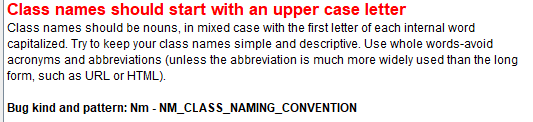 Class names should start with an upper case letter
Class names should be nouns, in mixed case with the first letter of each internal word
capitalized. Try to keep your class names simple and descriptive. Use whole words-avoid
acronyms and abbreviations (unless the abbreviation is much more widely used than the long
form, such as URL or HTML).
Bug kind and pattern: Nm - NM_CLASS_NAMING_CONVENTION